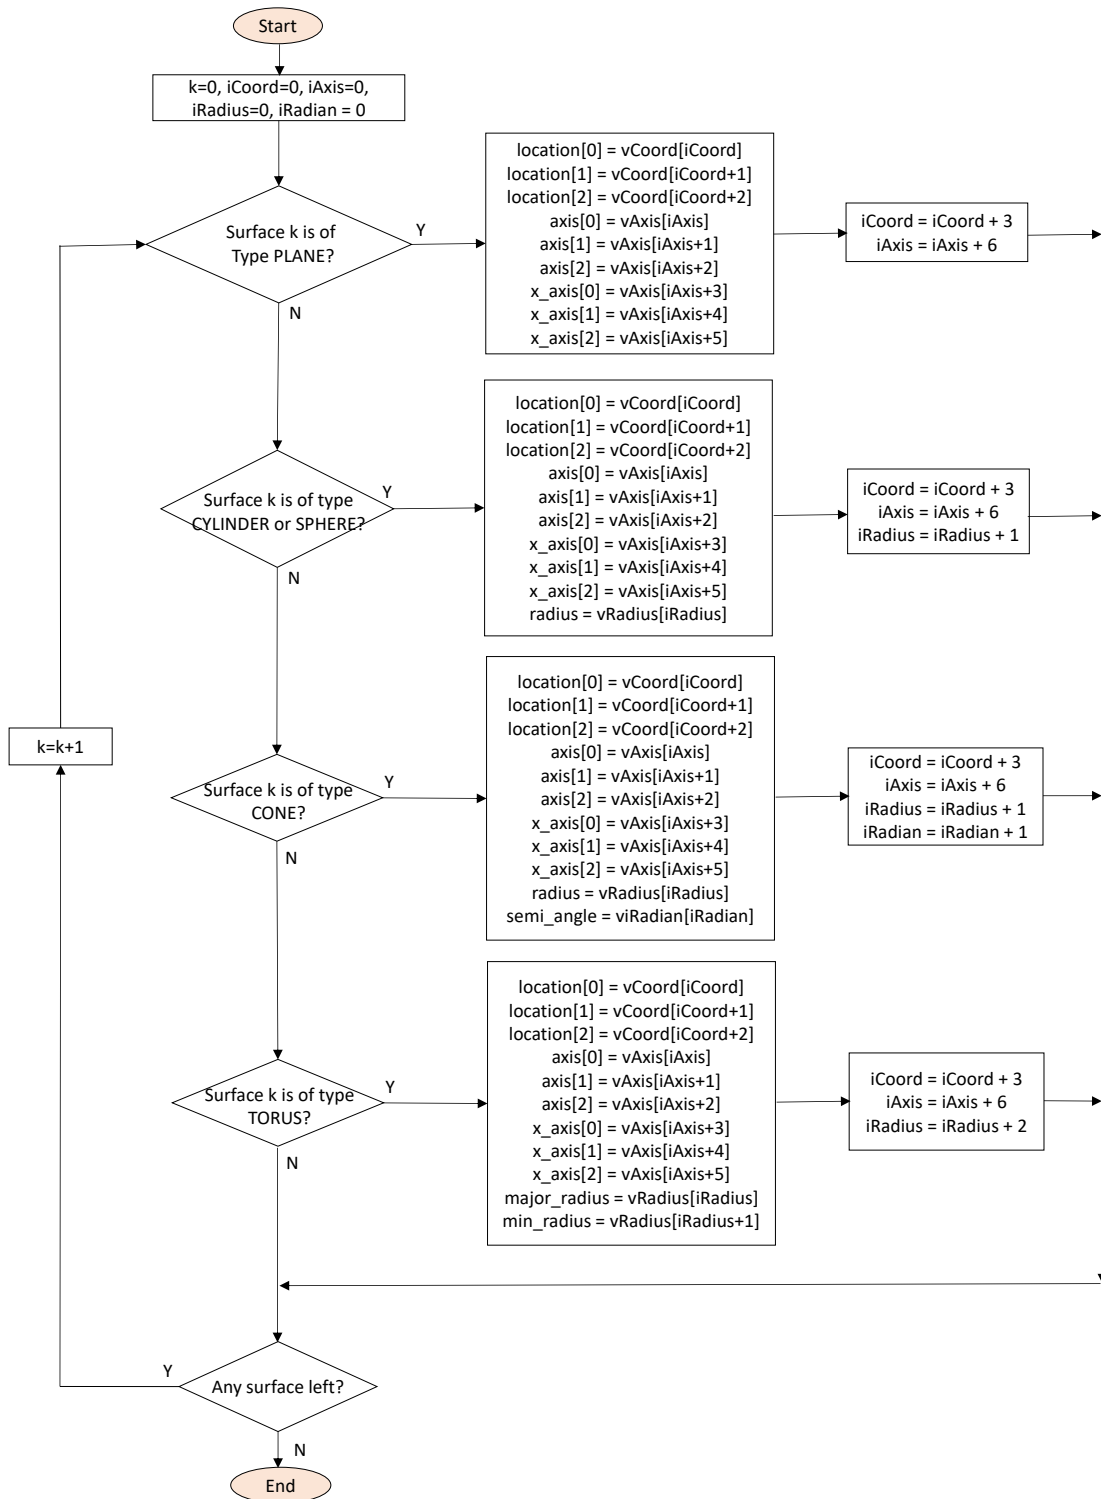 Start
k=0, iCoord=0, iAxis=0,
iRadius=0, iRadian = 0
Surface k is of
Type PLANE?
Y
N
location[0] = vCoord[iCoord]
location[1] = vCoord[iCoord+1]
location[2] = vCoord[iCoord+2]
axis[0] = vAxis[iAxis]
axis[1] = vAxis[iAxis+1]
axis[2] = vAxis[iAxis+2]
x_axis[0] = vAxis[iAxis+3]
x_axis[1] = vAxis[iAxis+4]
x_axis[2] = vAxis[iAxis+5]
iCoord = iCoord + 3
iAxis = iAxis + 6
Surface k is of type
CYLINDER or SPHERE?
Y
N
location[0] = vCoord[iCoord]
location[1] = vCoord[iCoord+1]
location[2] = vCoord[iCoord+2]
axis[0] = vAxis[iAxis]
axis[1] = vAxis[iAxis+1]
axis[2] = vAxis[iAxis+2]
x_axis[0] = vAxis[iAxis+3]
x_axis[1] = vAxis[iAxis+4]
x_axis[2] = vAxis[iAxis+5]
radius = vRadius[iRadius]
iCoord = iCoord + 3
iAxis = iAxis + 6
iRadius = iRadius + 1
k=k+1
Surface k is of type
CONE?
Y
N
location[0] = vCoord[iCoord]
location[1] = vCoord[iCoord+1]
location[2] = vCoord[iCoord+2]
axis[0] = vAxis[iAxis]
axis[1] = vAxis[iAxis+1]
axis[2] = vAxis[iAxis+2]
x_axis[0] = vAxis[iAxis+3]
x_axis[1] = vAxis[iAxis+4]
x_axis[2] = vAxis[iAxis+5]
radius = vRadius[iRadius]
semi_angle = viRadian[iRadian]
iCoord = iCoord + 3
iAxis = iAxis + 6
iRadius = iRadius + 1
iRadian = iRadian + 1
Surface k is of type
TORUS?
Y
N
location[0] = vCoord[iCoord]
location[1] = vCoord[iCoord+1]
location[2] = vCoord[iCoord+2]
axis[0] = vAxis[iAxis]
axis[1] = vAxis[iAxis+1]
axis[2] = vAxis[iAxis+2]
x_axis[0] = vAxis[iAxis+3]
x_axis[1] = vAxis[iAxis+4]
x_axis[2] = vAxis[iAxis+5]
major_radius = vRadius[iRadius]
min_radius = vRadius[iRadius+1]
iCoord = iCoord + 3
iAxis = iAxis + 6
iRadius = iRadius + 2
Y
Any surface left?
N
End